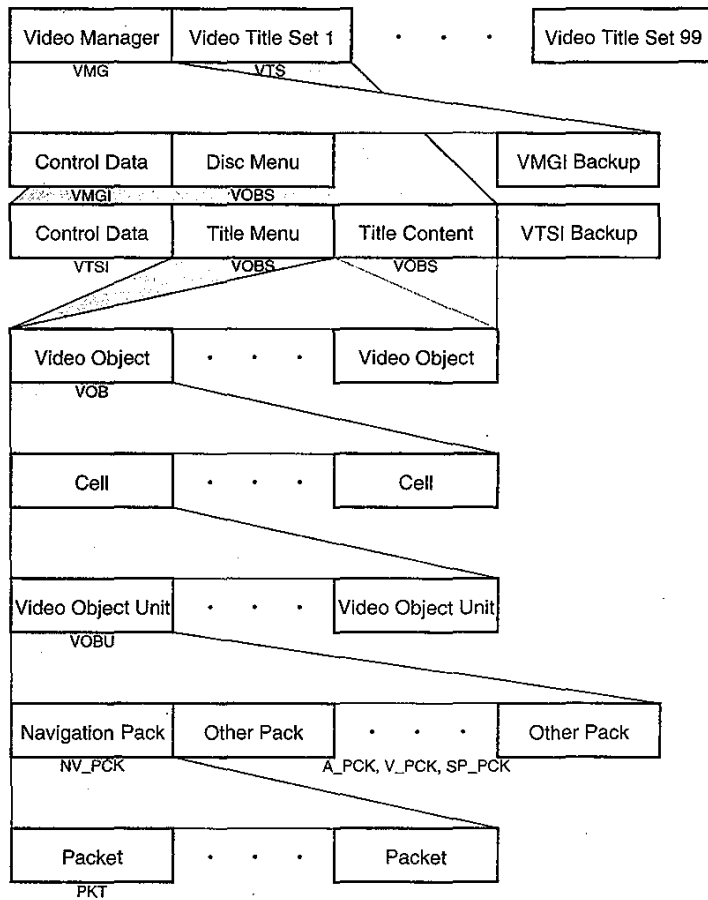 Video Manager Video Title Set 1 . . . Video Title Set 99
VMG VTS
Control Data Disc Menu VMGI Backup
VMGI VOBS
Control Data Title Menu Title Content VTSI Backup
VTSI VOBS VOBS
Video Object . . . Video Object
VOB
Cell . . . Cell
Video Object Unit . . . Video Object Unit
VOBU
Navigation Pack Other Pack . . . Other Pack
NV_PCK A_PCK, V_PCK, SP_PCK
Packet . . . Packet
PKT